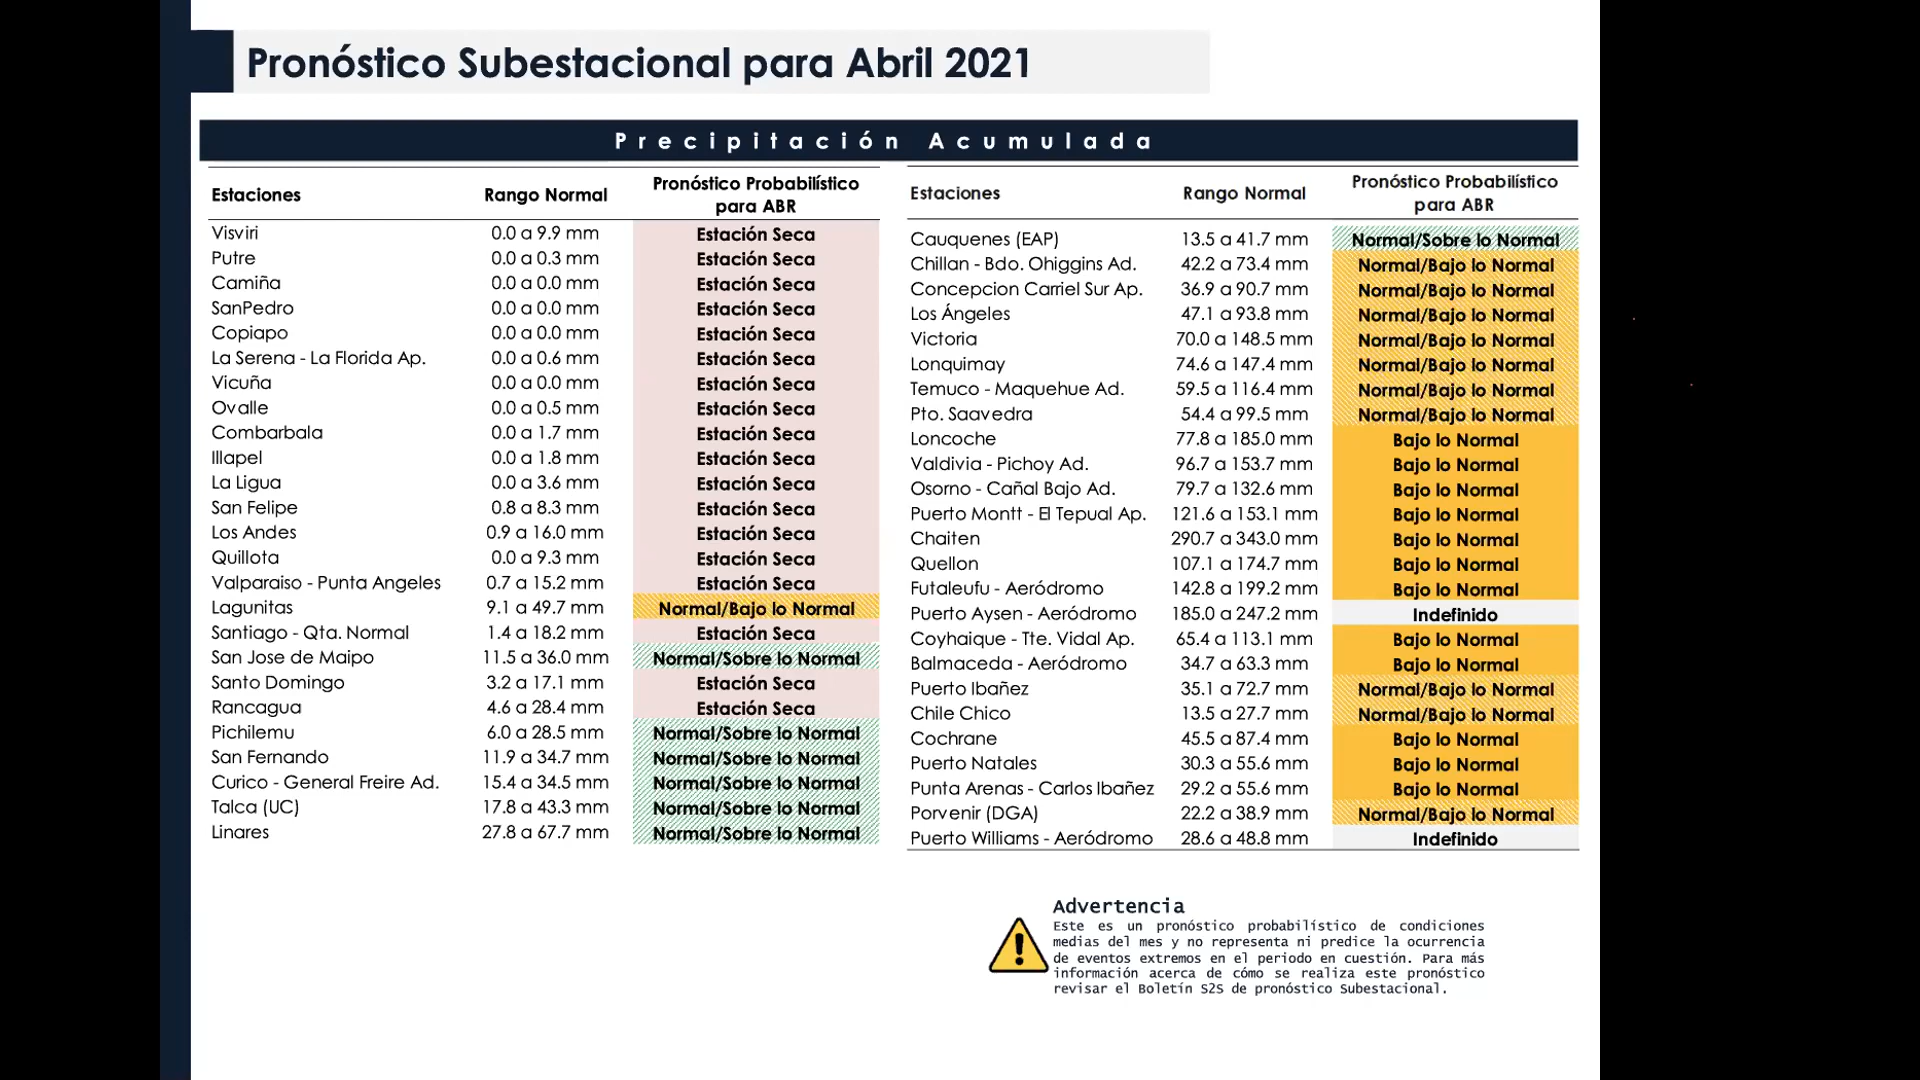 Pronóstico Subestacional para Abril 2021
Precipitación Acumulada
Estaciones Rango Normal Pronóstico Probabilístico para ABR
Visviri 0.0 a 9.9 mm Estación Seca
Putre 0.0 a 0.3 mm Estación Seca
Camiña 0.0 a 0.0 mm Estación Seca
SanPedro 0.0 a 0.0 mm Estación Seca
Copiapo 0.0 a 0.0 mm Estación Seca
La Serena - La Florida Ap. 0.0 a 0.6 mm Estación Seca
Vicuña 0.0 a 0.0 mm Estación Seca
Ovalle 0.0 a 0.5 mm Estación Seca
Combarbala 0.0 a 1.7 mm Estación Seca
Illapel 0.0 a 1.8 mm Estación Seca
La Ligua 0.0 a 3.6 mm Estación Seca
San Felipe 0.8 a 8.3 mm Estación Seca
Los Andes 0.9 a 16.0 mm Estación Seca
Quillota 0.0 a 9.3 mm Estación Seca
Valparaiso - Punta Angeles 0.7 a 15.2 mm Estación Seca
Lagunitas 9.1 a 49.7 mm Normal/Bajo lo Normal
Santiago - Qta. Normal 1.4 a 18.2 mm Estación Seca
San Jose de Maipo 11.5 a 36.0 mm Normal/Sobre lo Normal
Santo Domingo 3.2 a 17.1 mm Estación Seca
Rancagua 4.6 a 28.4 mm Estación Seca
Pichilemu 6.0 a 28.5 mm Normal/Sobre lo Normal
San Fernando 11.9 a 34.7 mm Normal/Sobre lo Normal
Curico - General Freire Ad. 15.4 a 34.5 mm Normal/Sobre lo Normal
Talca (UC) 17.8 a 43.3 mm Normal/Sobre lo Normal
Linares 27.8 a 67.7 mm Normal/Sobre lo Normal
Estaciones Rango Normal Pronóstico Probabilístico para ABR
Cauquenes (EAP) 13.5 a 41.7 mm Normal/Sobre lo Normal
Chillan - Bdo. Ohiggins Ad. 42.2 a 73.4 mm Normal/Bajo lo Normal
Concepcion Carriel Sur Ap. 36.9 a 90.7 mm Normal/Bajo lo Normal
Los Ángeles 47.1 a 93.8 mm Normal/Bajo lo Normal
Victoria 70.0 a 148.5 mm Normal/Bajo lo Normal
Lonquimay 74.6 a 147.4 mm Normal/Bajo lo Normal
Temuco - Maquehue Ad. 59.5 a 116.4 mm Normal/Bajo lo Normal
Pto. Saavedra 54.4 a 99.5 mm Normal/Bajo lo Normal
Loncoche 77.8 a 185.0 mm Bajo lo Normal
Valdivia - Pichoy Ad. 96.7 a 153.7 mm Bajo lo Normal
Osorno - Cañal Bajo Ad. 79.7 a 132.6 mm Bajo lo Normal
Puerto Montt - El Tepual Ap. 121.6 a 153.1 mm Bajo lo Normal
Chaiten 290.7 a 343.0 mm Bajo lo Normal
Quellon 107.1 a 174.7 mm Bajo lo Normal
Futaleufu - Aeródromo 142.8 a 199.2 mm Bajo lo Normal
Puerto Aysen - Aeródromo 185.0 a 247.2 mm Indefinido
Coyhaique - Tte. Vidal Ap. 65.4 a 113.1 mm Bajo lo Normal
Balmaceda - Aeródromo 34.7 a 63.3 mm Bajo lo Normal
Puerto Ibañez 35.1 a 72.7 mm Normal/Bajo lo Normal
Chile Chico 13.5 a 27.7 mm Normal/Bajo lo Normal
Cochrane 45.5 a 87.4 mm Bajo lo Normal
Puerto Natales 30.3 a 55.6 mm Bajo lo Normal
Punta Arenas - Carlos Ibañez 29.2 a 55.6 mm Bajo lo Normal
Porvenir (DGA) 22.2 a 38.9 mm Normal/Bajo lo Normal
Puerto Williams - Aeródromo 28.6 a 48.8 mm Indefinido
Advertencia
Este es un pronóstico probabilístico de condiciones
medias del mes y no representa ni predice la ocurrencia
de eventos extremos en el periodo en cuestión. Para más
información acerca de cómo se realiza este pronóstico
revisar el Boletín S2S de pronóstico Subestacional.